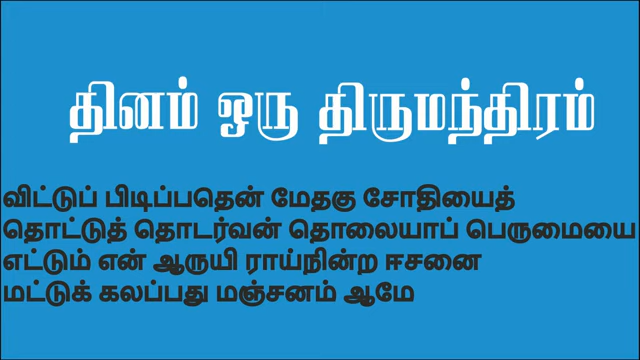 தினம் ஒரு திருமந்திரம்
விட்டுப் பிடிப்பதென் மேதகு சோதியைத்
தொட்டுத் தொடர்வன் தொலையாப் பெருமையை
எட்டும் என் ஆருயி ராய்நின்ற ஈசனை
மட்டுக் கலப்பது மஞ்சனம் ஆமே